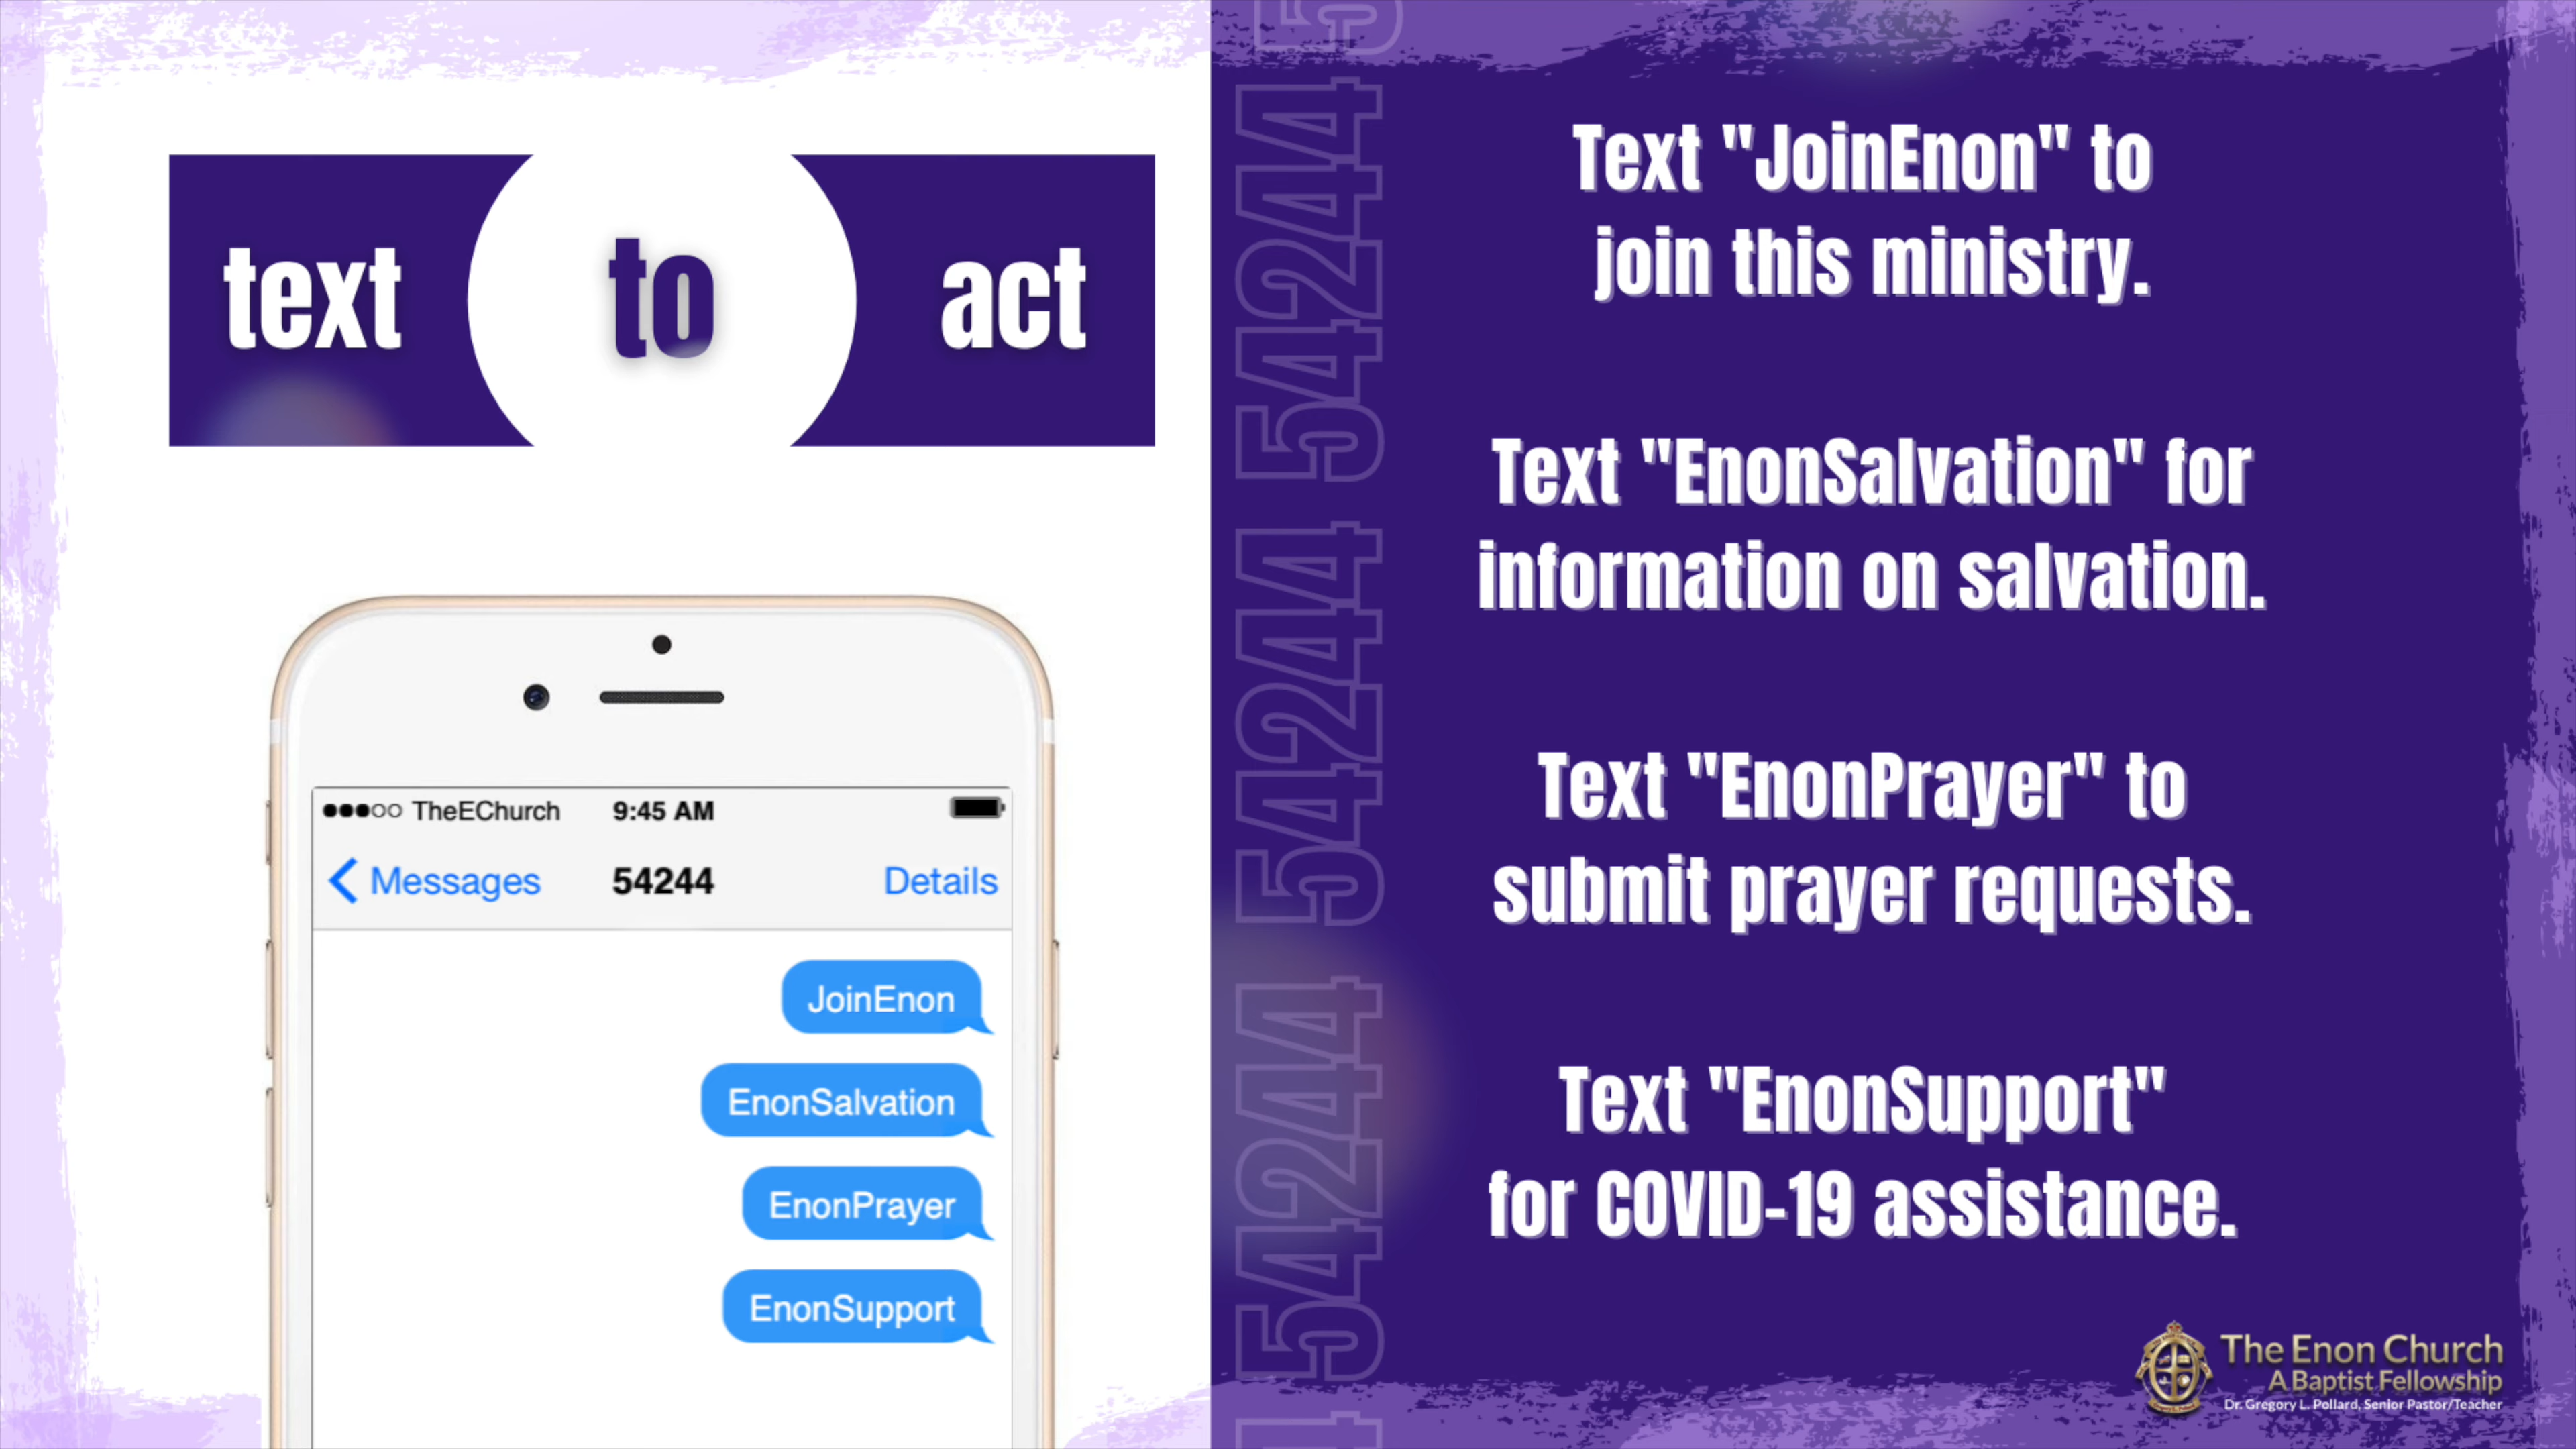 text to act
TheEChurch 9:45 AM
Messages 54244 Details
JoinEnon
EnonSalvation
EnonPrayer
EnonSupport
54244 54244 54244 5
Text "JoinEnon" to
join this ministry.
Text "EnonSalvation" for
information on salvation.
Text "EnonPrayer" to
submit prayer requests.
Text "EnonSupport"
for COVID-19 assistance.
The Enon Church
A Baptist Fellowship
Dr. Gregory L. Pollard, Senior Pastor/Teacher